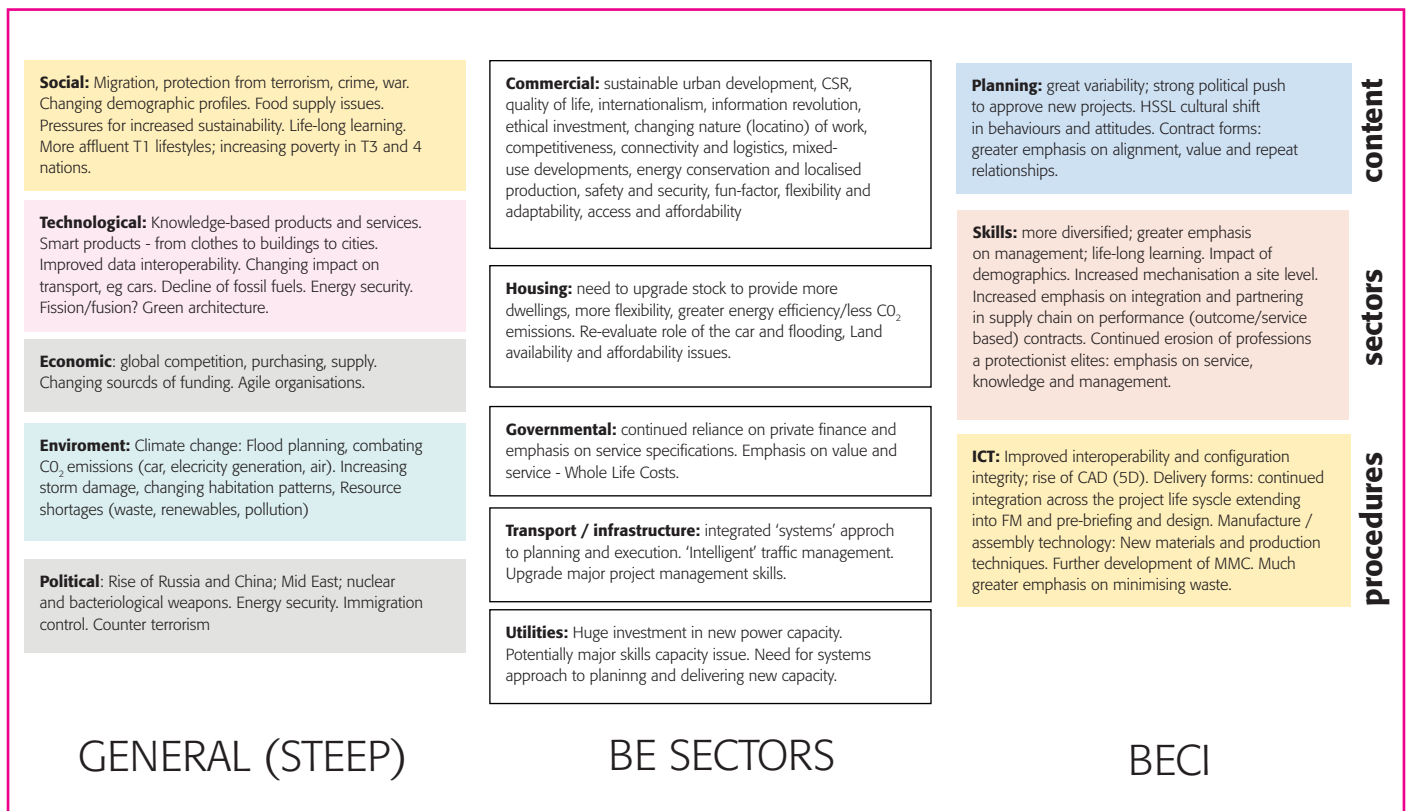 Social: Migration, protection from terrorism, crime, war.
Changing demographic profiles. Food supply issues.
Pressures for increased sustainability. Life-long learning.
More affluent T1 lifestyles; increasing poverty in T3 and 4
nations.
Technological: Knowledge-based products and services.
Smart products - from clothes to buildings to cities.
Improved data interoperability. Changing impact on
transport, eg cars. Decline of fossil fuels. Energy security.
Fission/fusion? Green architecture.
Economic: global competition, purchasing, supply.
Changing sourcds of funding. Agile organisations.
Enviroment: Climate change: Flood planning, combating
CO₂ emissions (car, elecricity generation, air). Increasing
storm damage, changing habitation patterns, Resource
shortages (waste, renewables, pollution)
Political: Rise of Russia and China; Mid East; nuclear
and bacteriological weapons. Energy security. Immigration
control. Counter terrorism
GENERAL (STEEP)
Commercial: sustainable urban development, CSR,
quality of life, internationalism, information revolution,
ethical investment, changing nature (locatino) of work,
competitiveness, connectivity and logistics, mixed-
use developments, energy conservation and localised
production, safety and security, fun-factor, flexibility and
adaptability, access and affordability
Housing: need to upgrade stock to provide more
dwellings, more flexibility, greater energy efficiency/less CO₂
emissions. Re-evaluate role of the car and flooding, Land
availability and affordability issues.
Governmental: continued reliance on private finance and
emphasis on service specifications. Emphasis on value and
service - Whole Life Costs.
Transport / infrastructure: integrated ‘systems’ approch
to planning and execution. ‘Intelligent’ traffic management.
Upgrade major project management skills.
Utilities: Huge investment in new power capacity.
Potentially major skills capacity issue. Need for systems
approach to planinng and delivering new capacity.
BE SECTORS
Planning: great variability; strong political push
to approve new projects. HSSL cultural shift
in behaviours and attitudes. Contract forms:
greater emphasis on alignment, value and repeat
relationships.
content
Skills: more diversified; greater emphasis
on management; life-long learning. Impact of
demographics. Increased mechanisation a site level.
Increased emphasis on integration and partnering
in supply chain on performance (outcome/service
based) contracts. Continued erosion of professions
a protectionist elites: emphasis on service,
knowledge and management.
sectors
ICT: Improved interoperability and configuration
integrity; rise of CAD (5D). Delivery forms: continued
integration across the project life syscle extending
into FM and pre-briefing and design. Manufacture /
assembly technology: New materials and production
techniques. Further development of MMC. Much
greater emphasis on minimising waste.
procedures
BECI